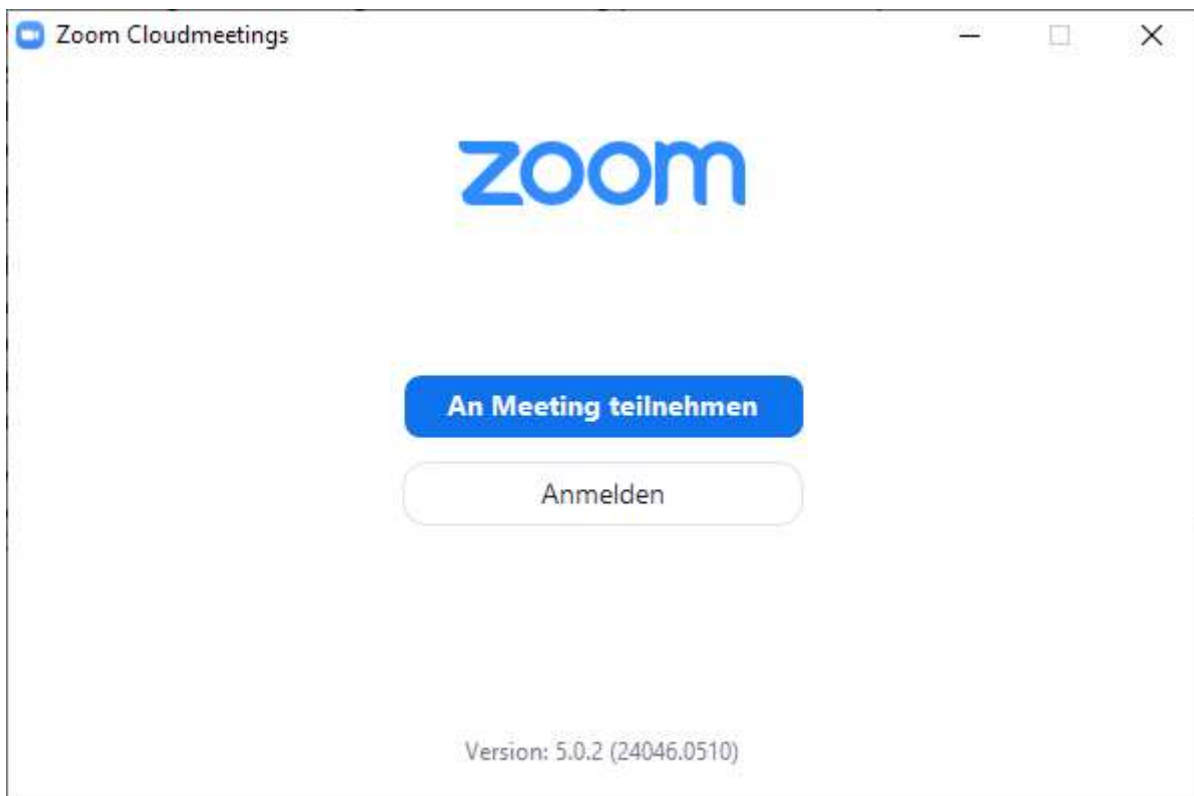 Zoom Cloudmeetings
zoom
An Meeting teilnehmen
Anmelden
Version: 5.0.2 (24046.0510)